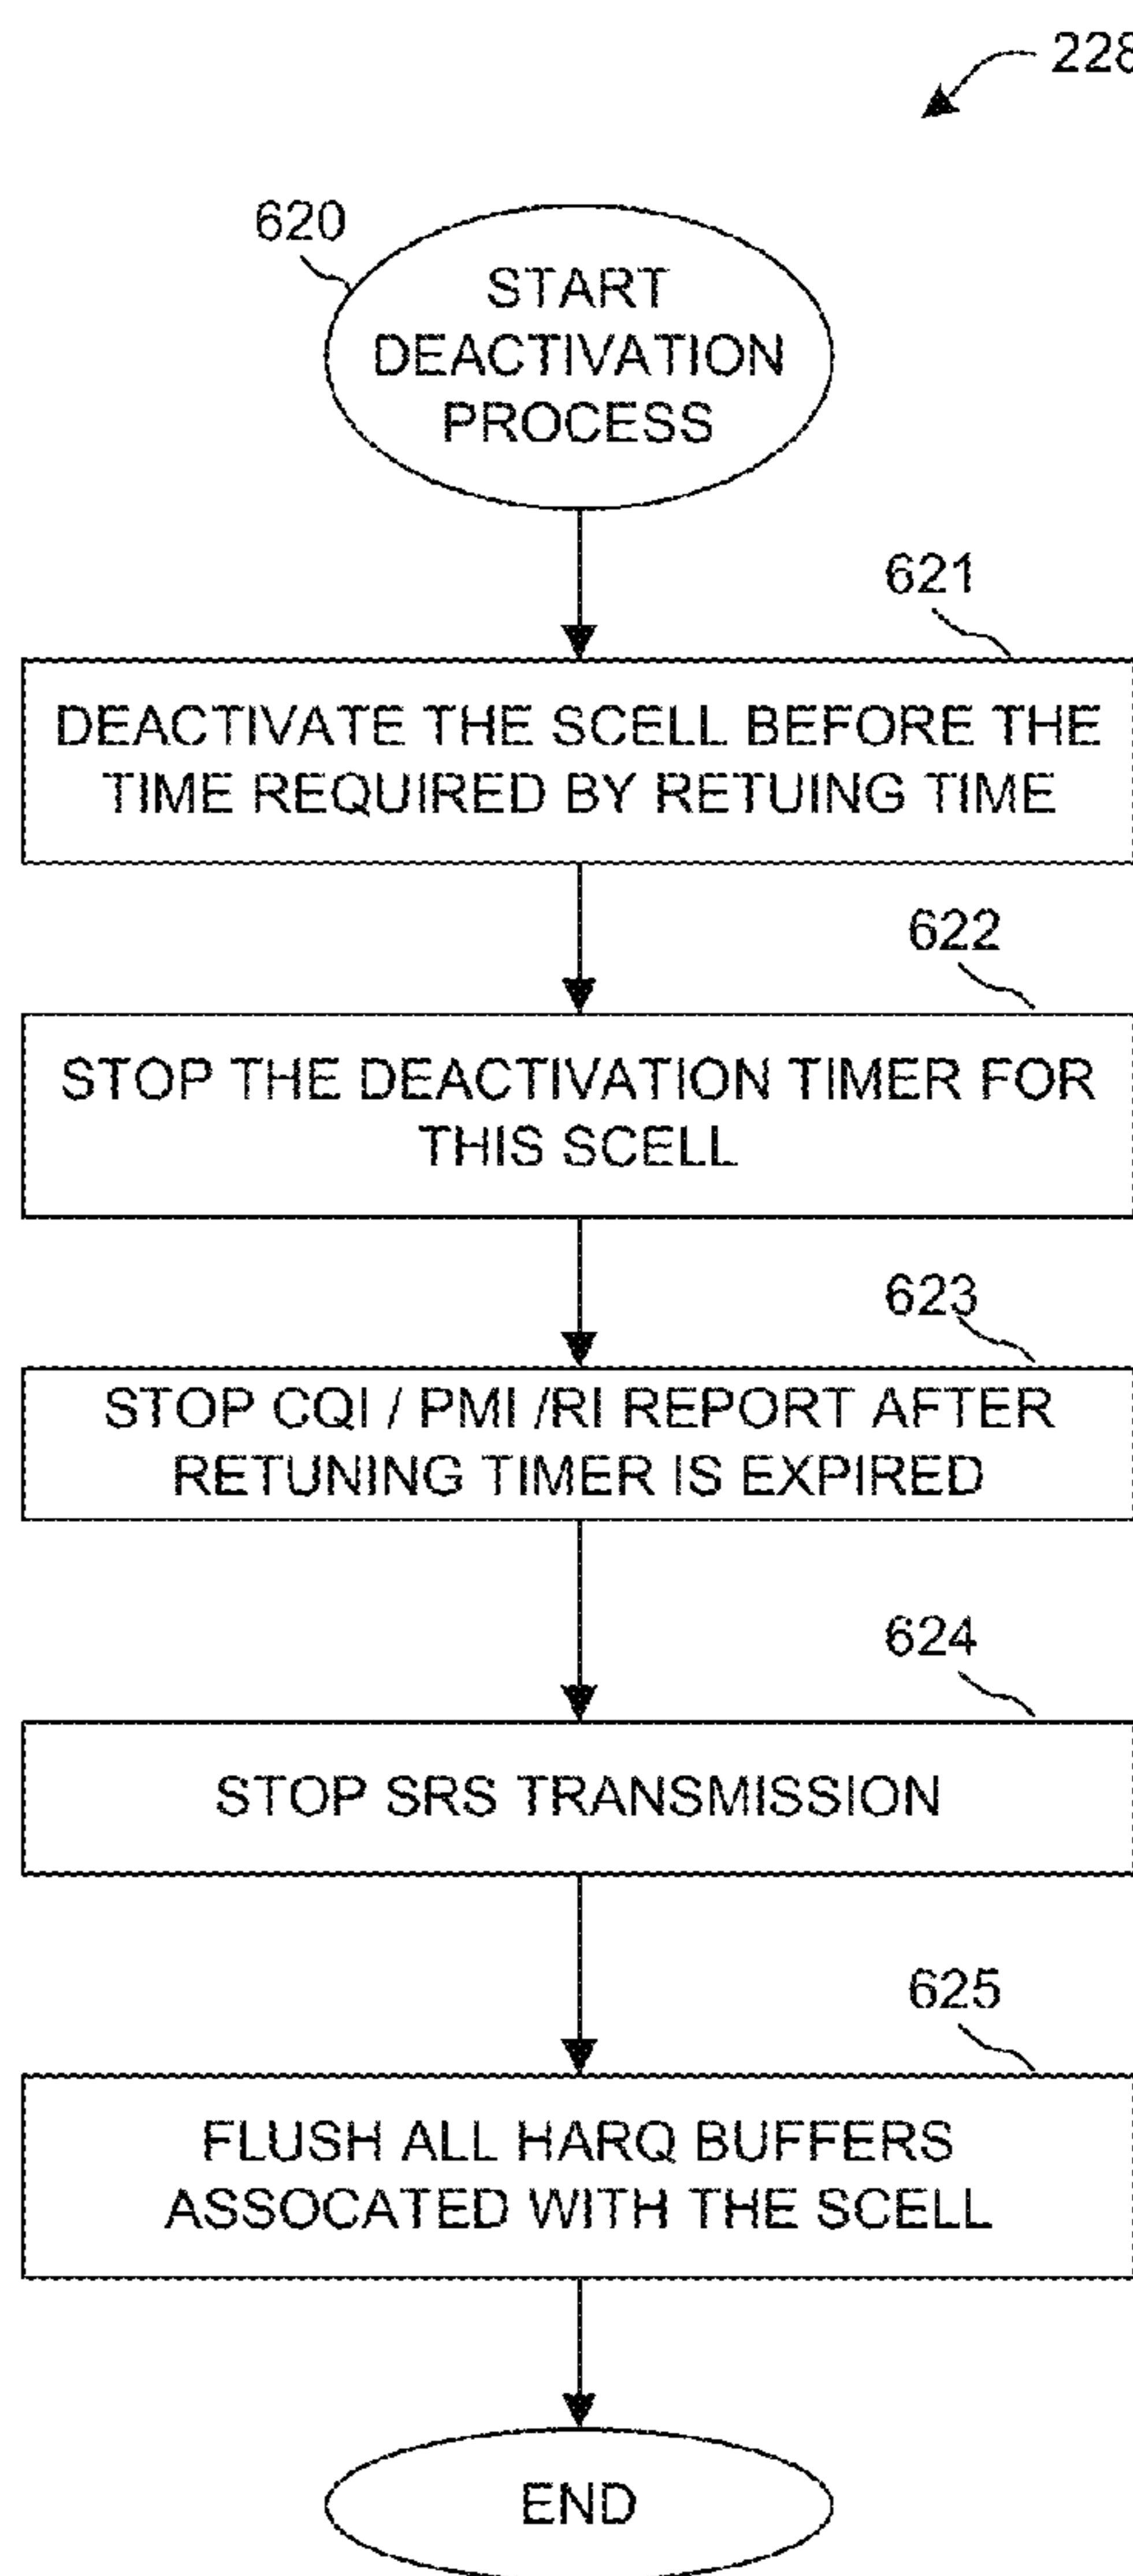 228
620
START
DEACTIVATION
PROCESS
621
DEACTIVATE THE SCELL BEFORE THE
TIME REQUIRED BY RETUING TIME
622
STOP THE DEACTIVATION TIMER FOR
THIS SCELL
623
STOP CQI / PMI /RI REPORT AFTER
RETUNING TIMER IS EXPIRED
624
STOP SRS TRANSMISSION
625
FLUSH ALL HARQ BUFFERS
ASSOCATED WITH THE SCELL
END